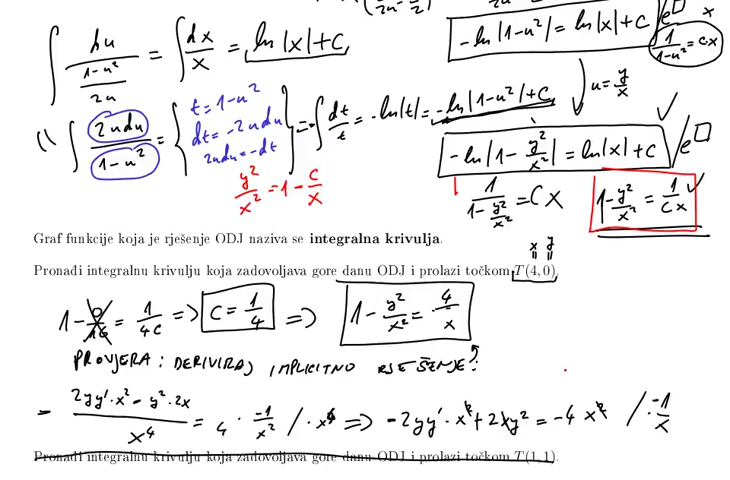 ∫ du / ((1-u²)/(2u)) = ∫ dx/x = ln|x|+C
-ln|1-u²| = ln|x|+C /e^□
1/(1-u²) = Cx
∫ 2udu/(1-u²) = { t=1-u²
dt=-2udu
2udu=-dt } = -∫ dt/t = -ln|t| = -ln|1-u²|+C
u = y/x
-ln|1-y²/x²| = ln|x|+C /e^□
y²/x² = 1-C/x
1/(1-y²/x²) = Cx
1-y²/x² = 1/(Cx)
Graf funkcije koja je rješenje ODJ naziva se integralna krivulja.
x y
Pronađi integralnu krivulju koja zadovoljava gore danu ODJ i prolazi točkom T(4,0).
1-0/16 = 1/(4C) => C = 1/4 => 1-y²/x² = 4/x
PROVJERA: DERIVIRAJ IMPLICITNO RJEŠENJE?
- (2yy'·x²-y²·2x)/x⁴ = 4·(-1/x²) /·x⁴ => -2yy'·x²+2xy² = -4x² /·(-1/x)
Pronađi integralnu krivulju koja zadovoljava gore danu ODJ i prolazi točkom T(1,1).